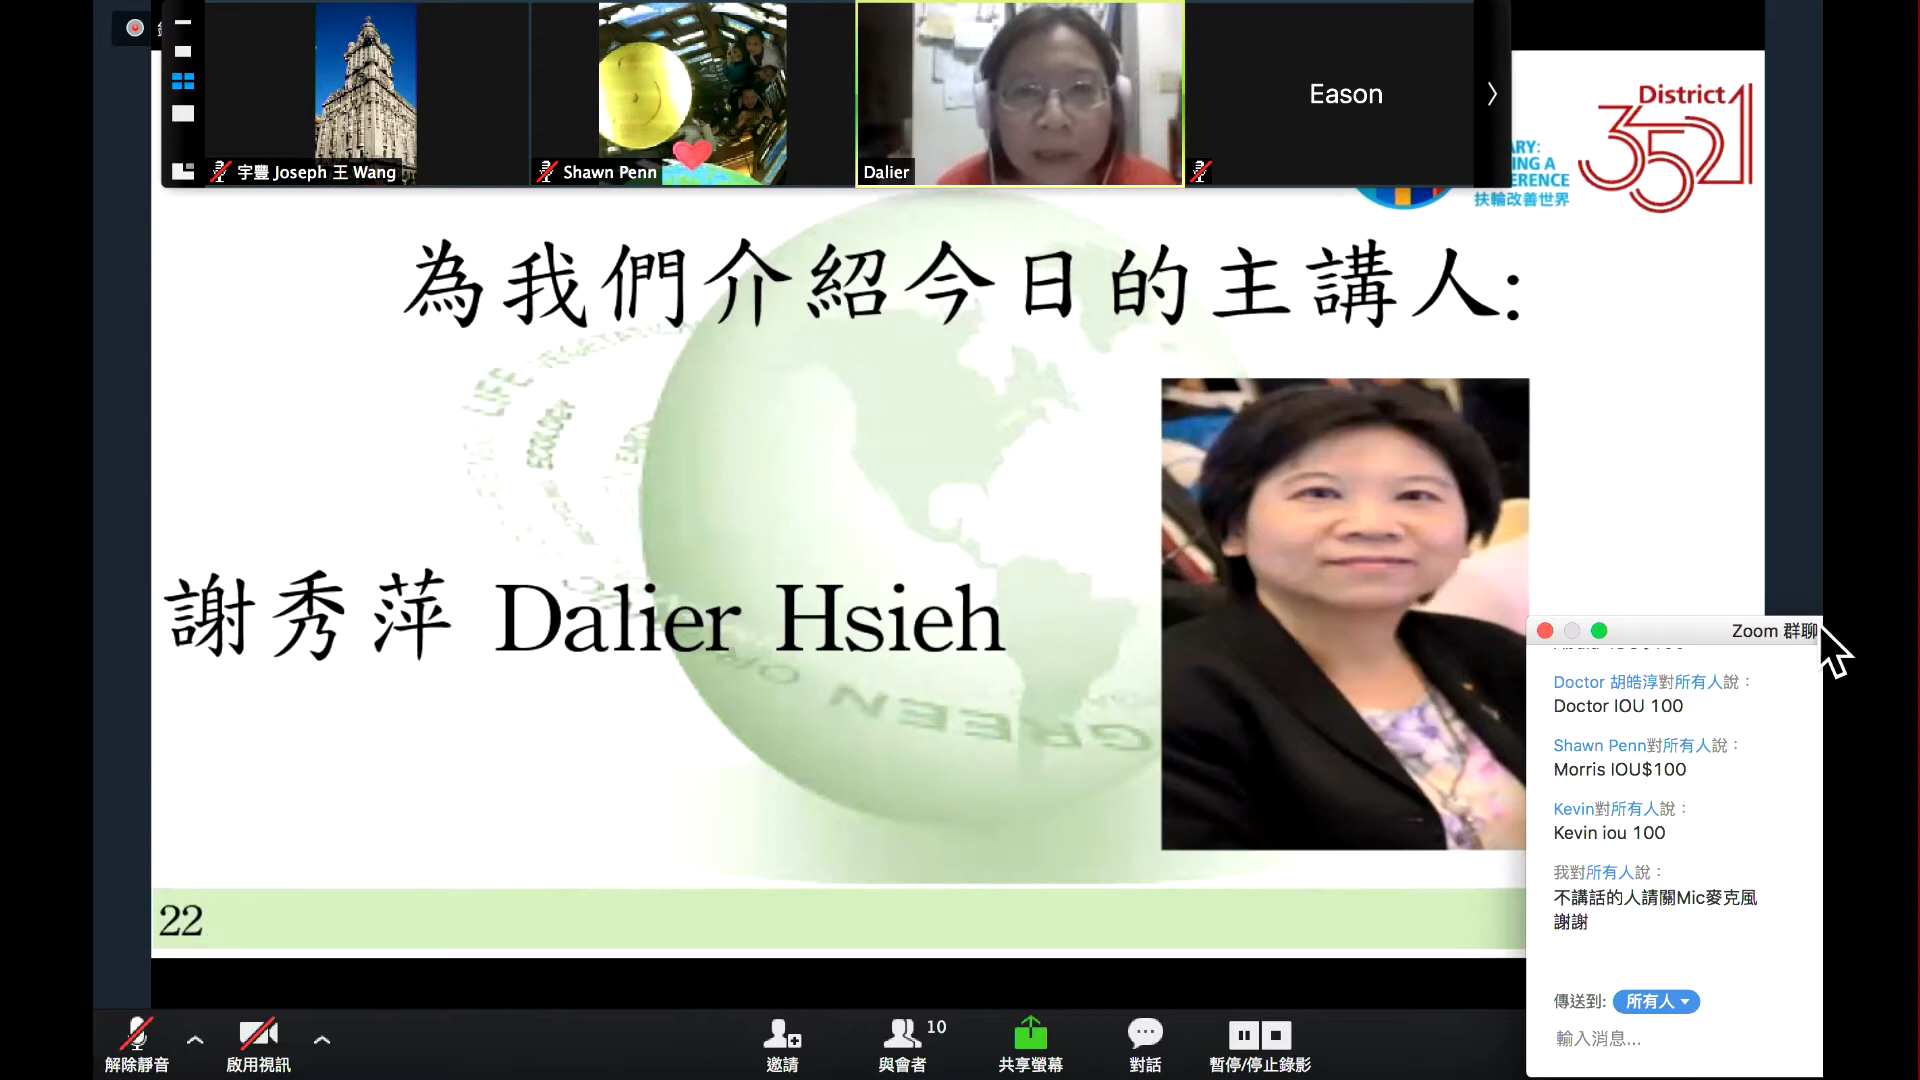 宇豐 Joseph 王 Wang
Shawn Penn
Dalier
Eason
District
3521
ARY:
ING A
ERENCE
扶輪改善世界
為我們介紹今日的主講人:
LIFE
ECOLOGY
謝秀萍 Dalier Hsieh
GREEN
22
Zoom 群聊
Doctor 胡皓淳對所有人說：
Doctor IOU 100
Shawn Penn對所有人說：
Morris IOU$100
Kevin對所有人說：
Kevin iou 100
我對所有人說：
不講話的人請關Mic麥克風
謝謝
傳送到: 所有人
輸入消息...
解除靜音
啟用視訊
邀請
10
與會者
共享螢幕
對話
暫停/停止錄影